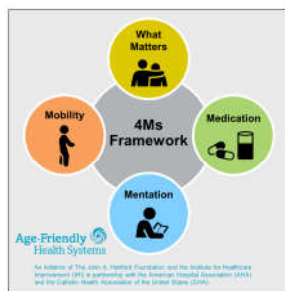 What
Matters
Mobility
4Ms
Framework
Medication
Mentation
Age-Friendly
Health Systems
An initiative of The John A. Hartford Foundation and the Institute for Healthcare
Improvement (IHI) in partnership with the American Hospital Association (AHA)
and the Catholic Health Association of the United States (CHA).